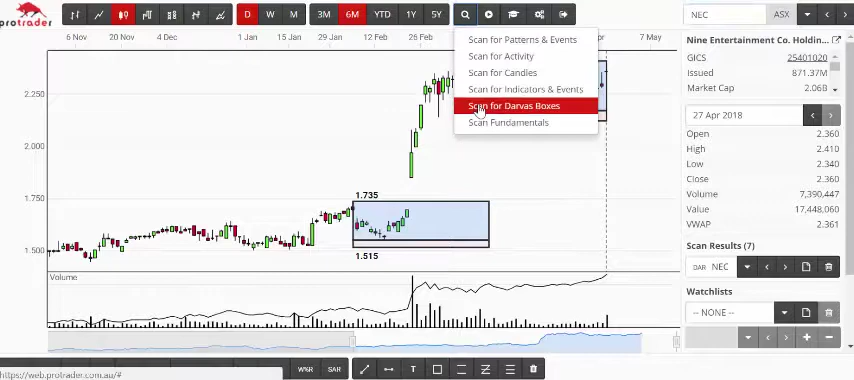 protrader
D W M 3M 6M YTD 1Y 5Y
NEC ASX
6 Nov 20 Nov 4 Dec 1 Jan 15 Jan 29 Jan 12 Feb 26 Feb 7 May
Scan for Patterns & Events
Scan for Activity
Scan for Candles
Scan for Indicators & Events
Scan for Darvas Boxes
Scan Fundamentals
2.250
2.000
1.750
1.500
1.735
1.515
Volume
Nine Entertainment Co. Holdin...
GICS 25401020
Issued 871.37M
Market Cap 2.06B
27 Apr 2018
Open 2.360
High 2.410
Low 2.340
Close 2.360
Volume 7,390,447
Value 17,448,060
VWAP 2.361
Scan Results (7)
DAR NEC
Watchlists
-- NONE --
W%R SAR T
https://web.protrader.com.au/#